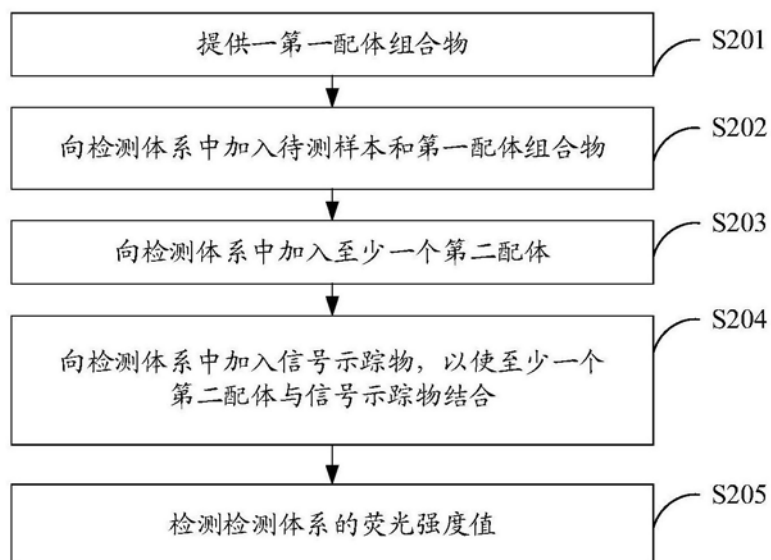 提供一第一配体组合物
S201
向检测体系中加入待测样本和第一配体组合物
S202
向检测体系中加入至少一个第二配体
S203
向检测体系中加入信号示踪物，以使至少一个
第二配体与信号示踪物结合
S204
检测检测体系的荧光强度值
S205